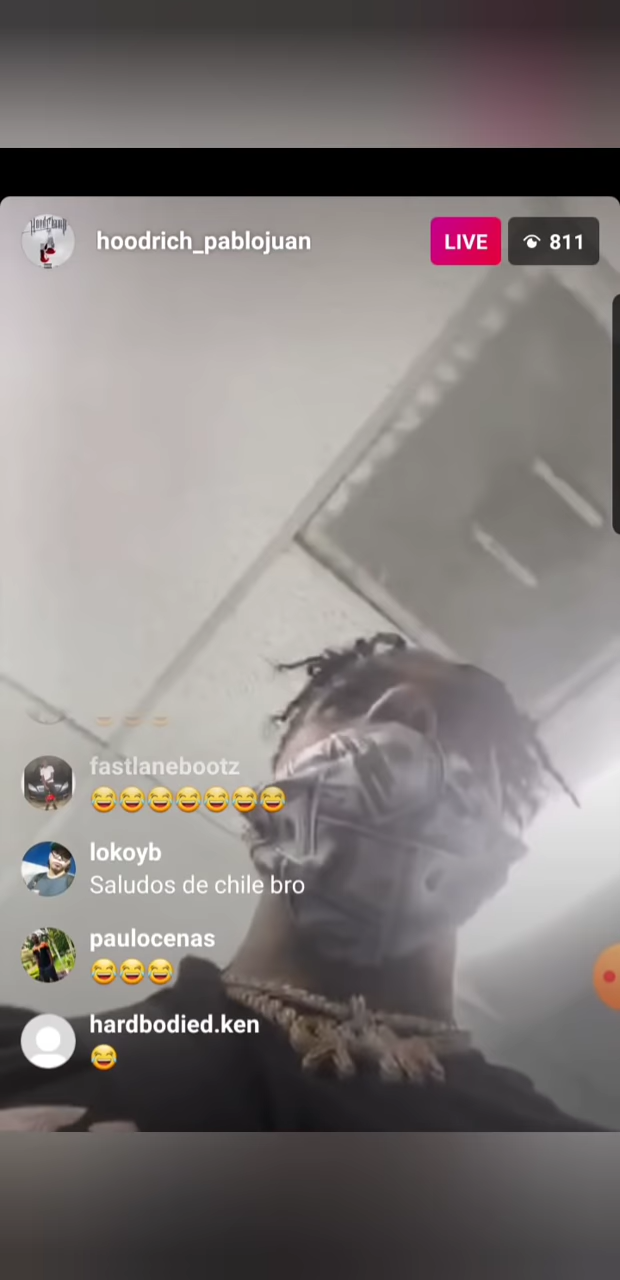 hoodrich_pablojuan
LIVE
811
fastlanebootz
😂😂😂😂😂😂😂
lokoyb
Saludos de chile bro
paulocenas
😂😂😂
hardbodied.ken
😂